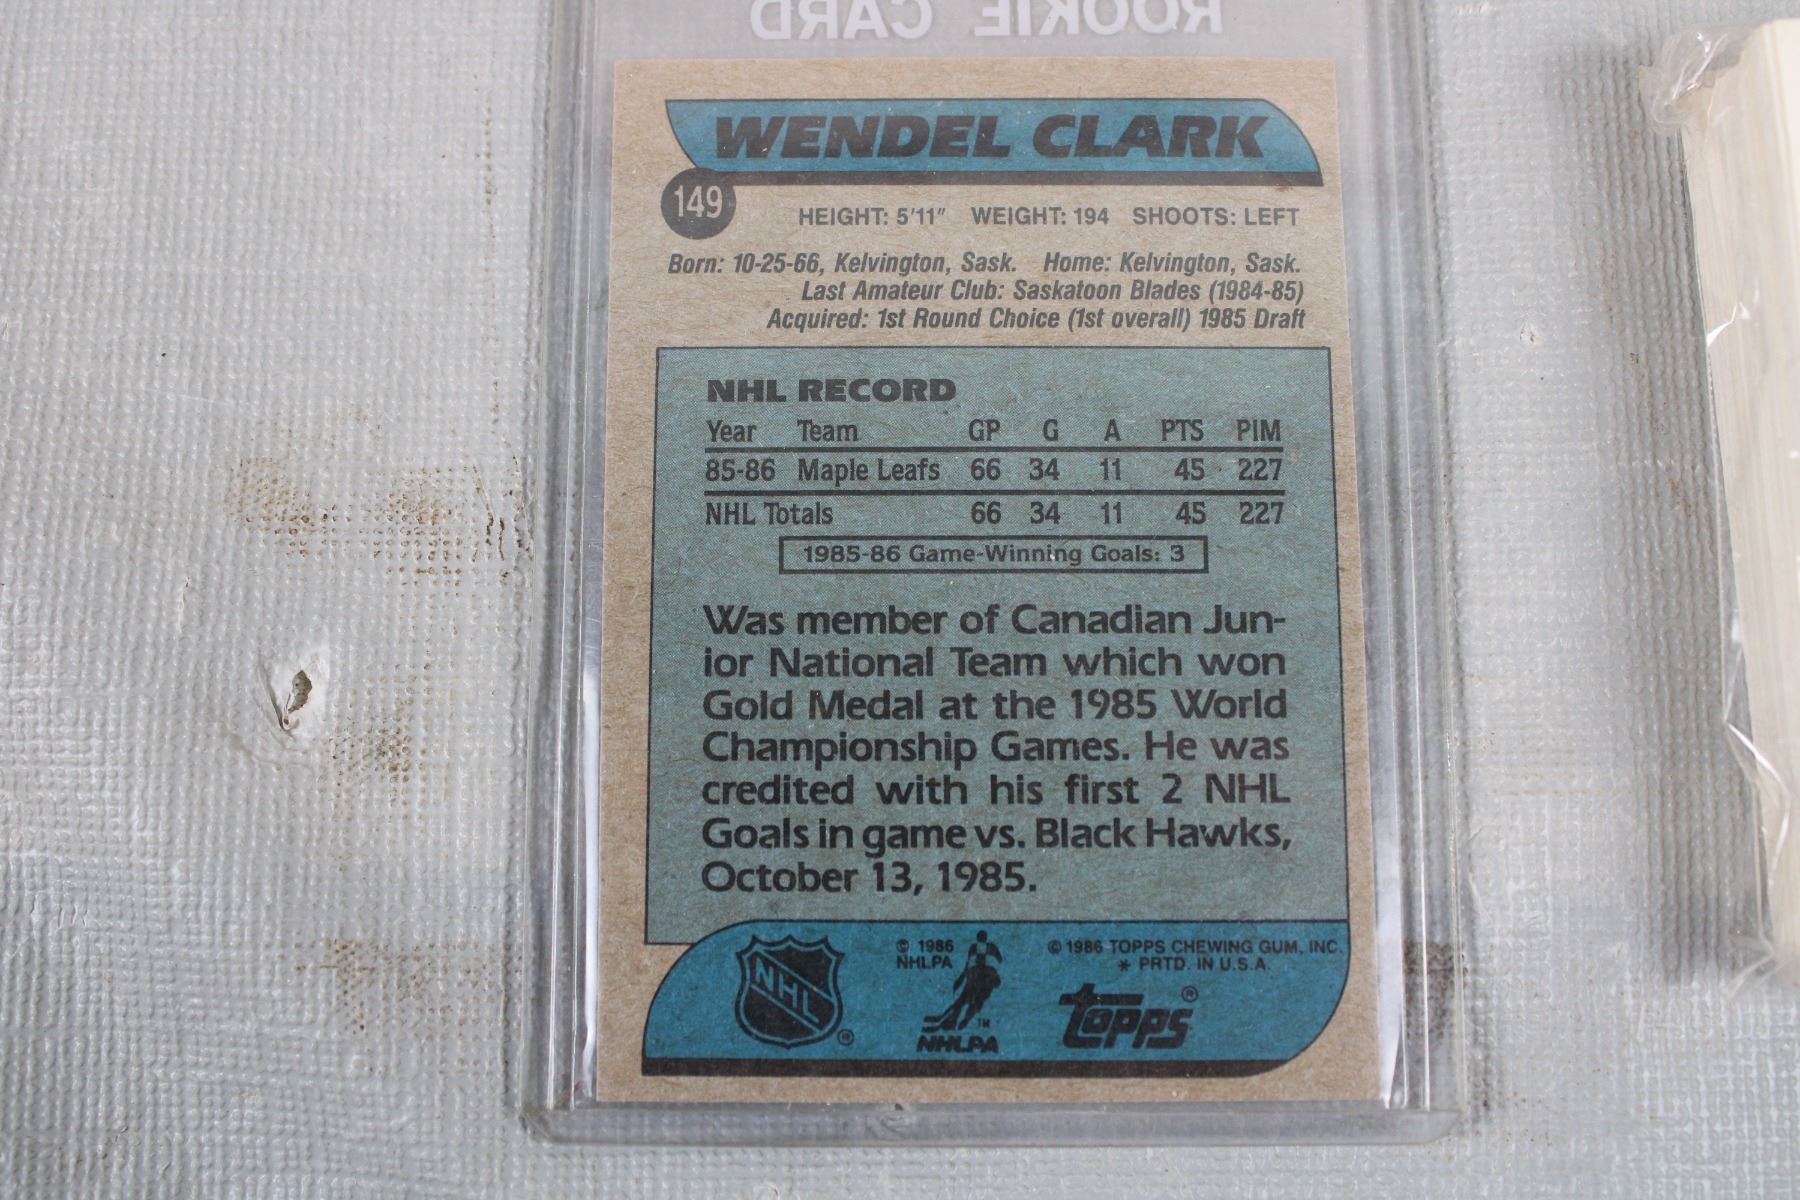 ROOKIE CARD
WENDEL CLARK
149
HEIGHT: 5'11" WEIGHT: 194 SHOOTS: LEFT
Born: 10-25-66, Kelvington, Sask. Home: Kelvington, Sask.
Last Amateur Club: Saskatoon Blades (1984-85)
Acquired: 1st Round Choice (1st overall) 1985 Draft
NHL RECORD
Year Team GP G A PTS PIM
85-86 Maple Leafs 66 34 11 45 227
NHL Totals 66 34 11 45 227
1985-86 Game-Winning Goals: 3
Was member of Canadian Jun-
ior National Team which won
Gold Medal at the 1985 World
Championship Games. He was
credited with his first 2 NHL
Goals in game vs. Black Hawks,
October 13, 1985.
NHL ®
© 1986
NHLPA
TM
NHLPA
© 1986 TOPPS CHEWING GUM, INC.
* PRTD. IN U.S.A.
topps ®